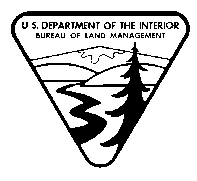 U.S. DEPARTMENT OF THE INTERIOR
BUREAU OF LAND MANAGEMENT